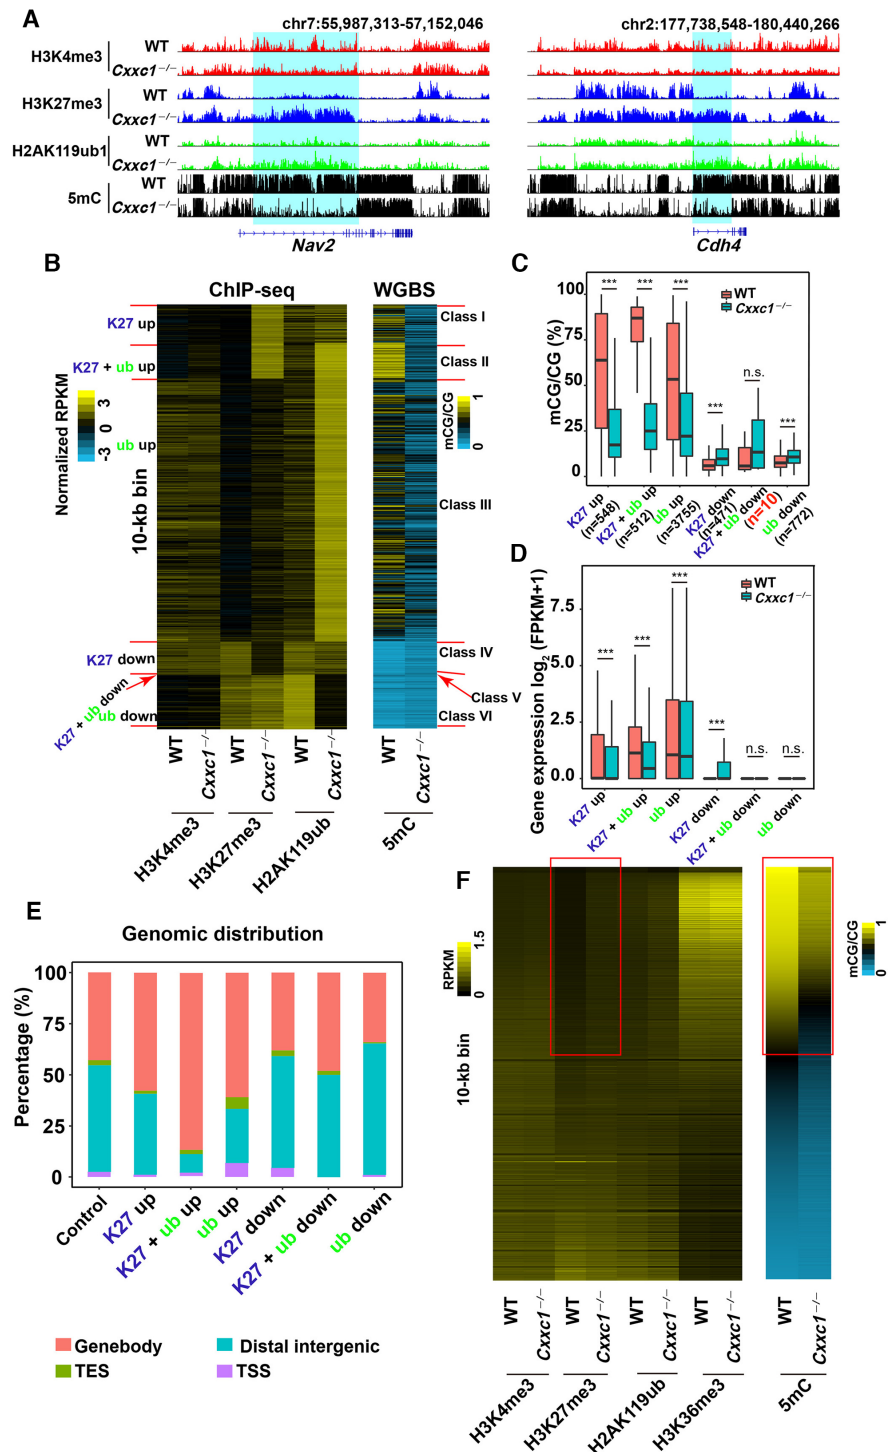 A
chr7:55,987,313-57,152,046
chr2:177,738,548-180,440,266
H3K4me3
WT
Cxxc1−/−
H3K27me3
WT
Cxxc1−/−
H2AK119ub1
WT
Cxxc1−/−
5mC
WT
Cxxc1−/−
Nav2
Cdh4
B
ChIP-seq
WGBS
K27 up
K27 + ub up
ub up
K27 down
K27 + ub down
ub down
Normalized RPKM
3
0
-3
10-kb bin
mCG/CG
1
0
Class I
Class II
Class III
Class IV
Class V
Class VI
WT
Cxxc1−/−
WT
Cxxc1−/−
WT
Cxxc1−/−
WT
Cxxc1−/−
H3K4me3
H3K27me3
H2AK119ub
5mC
C
mCG/CG (%)
100
75
50
25
0
WT
Cxxc1−/−
***
***
***
***
n.s.
***
K27 up
(n=548)
K27 + ub up
(n=512)
ub up
(n=3755)
K27 down
(n=471)
K27 + ub down
(n=10)
ub down
(n=772)
D
Gene expression log2 (FPKM+1)
7.5
5.0
2.5
0.0
WT
Cxxc1−/−
***
***
***
***
n.s.
n.s.
K27 up
K27 + ub up
ub up
K27 down
K27 + ub down
ub down
E
Genomic distribution
Percentage (%)
100
75
50
25
0
Control
K27 up
K27 + ub up
ub up
K27 down
K27 + ub down
ub down
Genebody
Distal intergenic
TES
TSS
F
RPKM
1.5
0
10-kb bin
mCG/CG
1
0
WT
Cxxc1−/−
WT
Cxxc1−/−
WT
Cxxc1−/−
WT
Cxxc1−/−
WT
Cxxc1−/−
H3K4me3
H3K27me3
H2AK119ub
H3K36me3
5mC